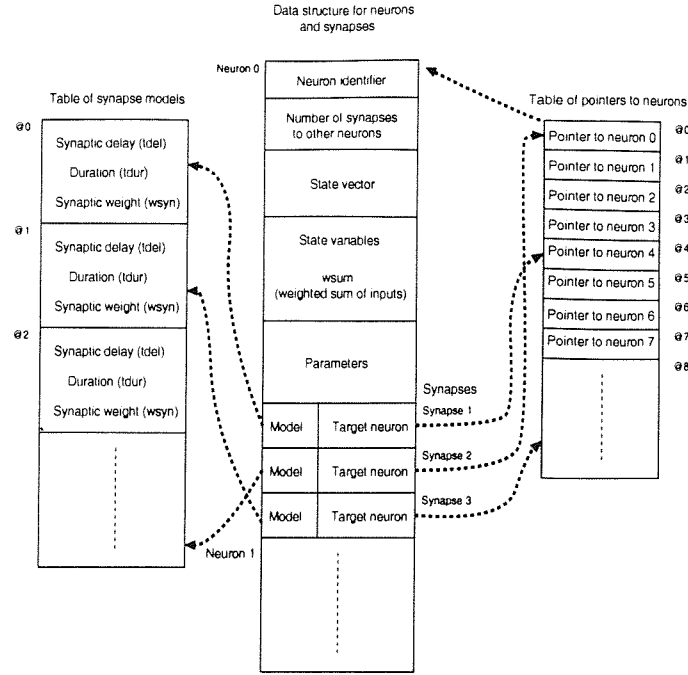 Data structure for neurons
and synapses
Neuron 0
Neuron identifier
Number of synapses
to other neurons
State vector
State variables
wsum
(weighted sum of inputs)
Parameters
Synapses
Model
Target neuron
Synapse 1
Model
Target neuron
Synapse 2
Model
Target neuron
Synapse 3
Neuron 1
Table of synapse models
@0
Synaptic delay (tdel)
Duration (tdur)
Synaptic weight (wsyn)
@1
Synaptic delay (tdel)
Duration (tdur)
Synaptic weight (wsyn)
@2
Synaptic delay (tdel)
Duration (tdur)
Synaptic weight (wsyn)
Table of pointers to neurons
Pointer to neuron 0
@0
Pointer to neuron 1
@1
Pointer to neuron 2
@2
Pointer to neuron 3
@3
Pointer to neuron 4
@4
Pointer to neuron 5
@5
Pointer to neuron 6
@6
Pointer to neuron 7
@7
@8